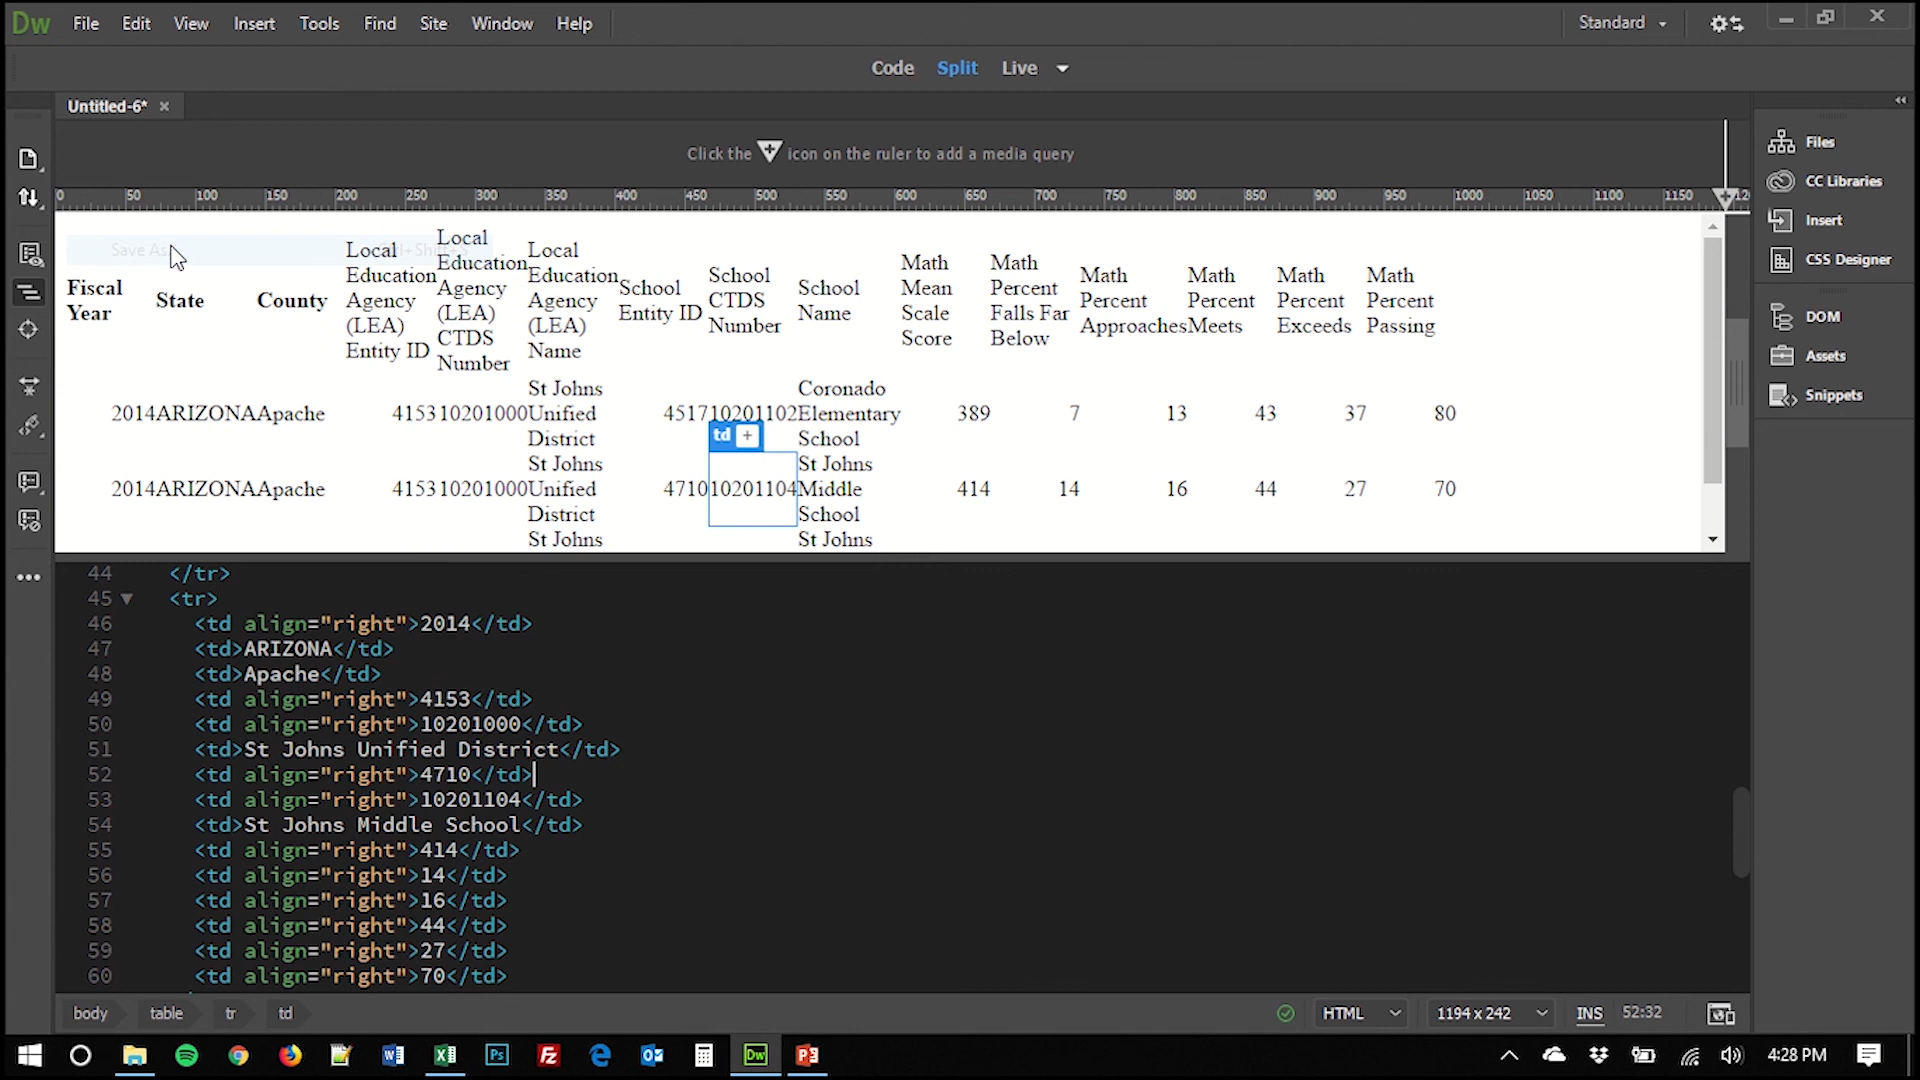 Dw File Edit View Insert Tools Find Site Window Help Standard
Code Split Live
Untitled-6* ×
Click the icon on the ruler to add a media query
0 50 100 150 200 250 300 350 400 450 500 550 600 650 700 750 800 850 900 950 1000 1050 1100 1150
Save As
Fiscal Year
State
County
Local Education Agency (LEA) Entity ID
Local Education Agency (LEA) CTDS Number
Local Education Agency (LEA) Name
School Entity ID
School CTDS Number
School Name
Math Mean Scale Score
Math Percent Falls Far Below
Math Percent Approaches
Math Percent Meets
Math Percent Exceeds
Math Percent Passing
2014 ARIZONA Apache 4153 10201000 St Johns Unified District 4517 10201102 Coronado Elementary School 389 7 13 43 37 80
td +
2014 ARIZONA Apache 4153 10201000 St Johns Unified District 4710 10201104 St Johns Middle School 414 14 16 44 27 70
St Johns St Johns
44 </tr>
45 <tr>
46 <td align="right">2014</td>
47 <td>ARIZONA</td>
48 <td>Apache</td>
49 <td align="right">4153</td>
50 <td align="right">10201000</td>
51 <td>St Johns Unified District</td>
52 <td align="right">4710</td>
53 <td align="right">10201104</td>
54 <td>St Johns Middle School</td>
55 <td align="right">414</td>
56 <td align="right">14</td>
57 <td align="right">16</td>
58 <td align="right">44</td>
59 <td align="right">27</td>
60 <td align="right">70</td>
body table tr td HTML 1194 x 242 INS 52:32
Files
CC Libraries
Insert
CSS Designer
DOM
Assets
Snippets
4:28 PM